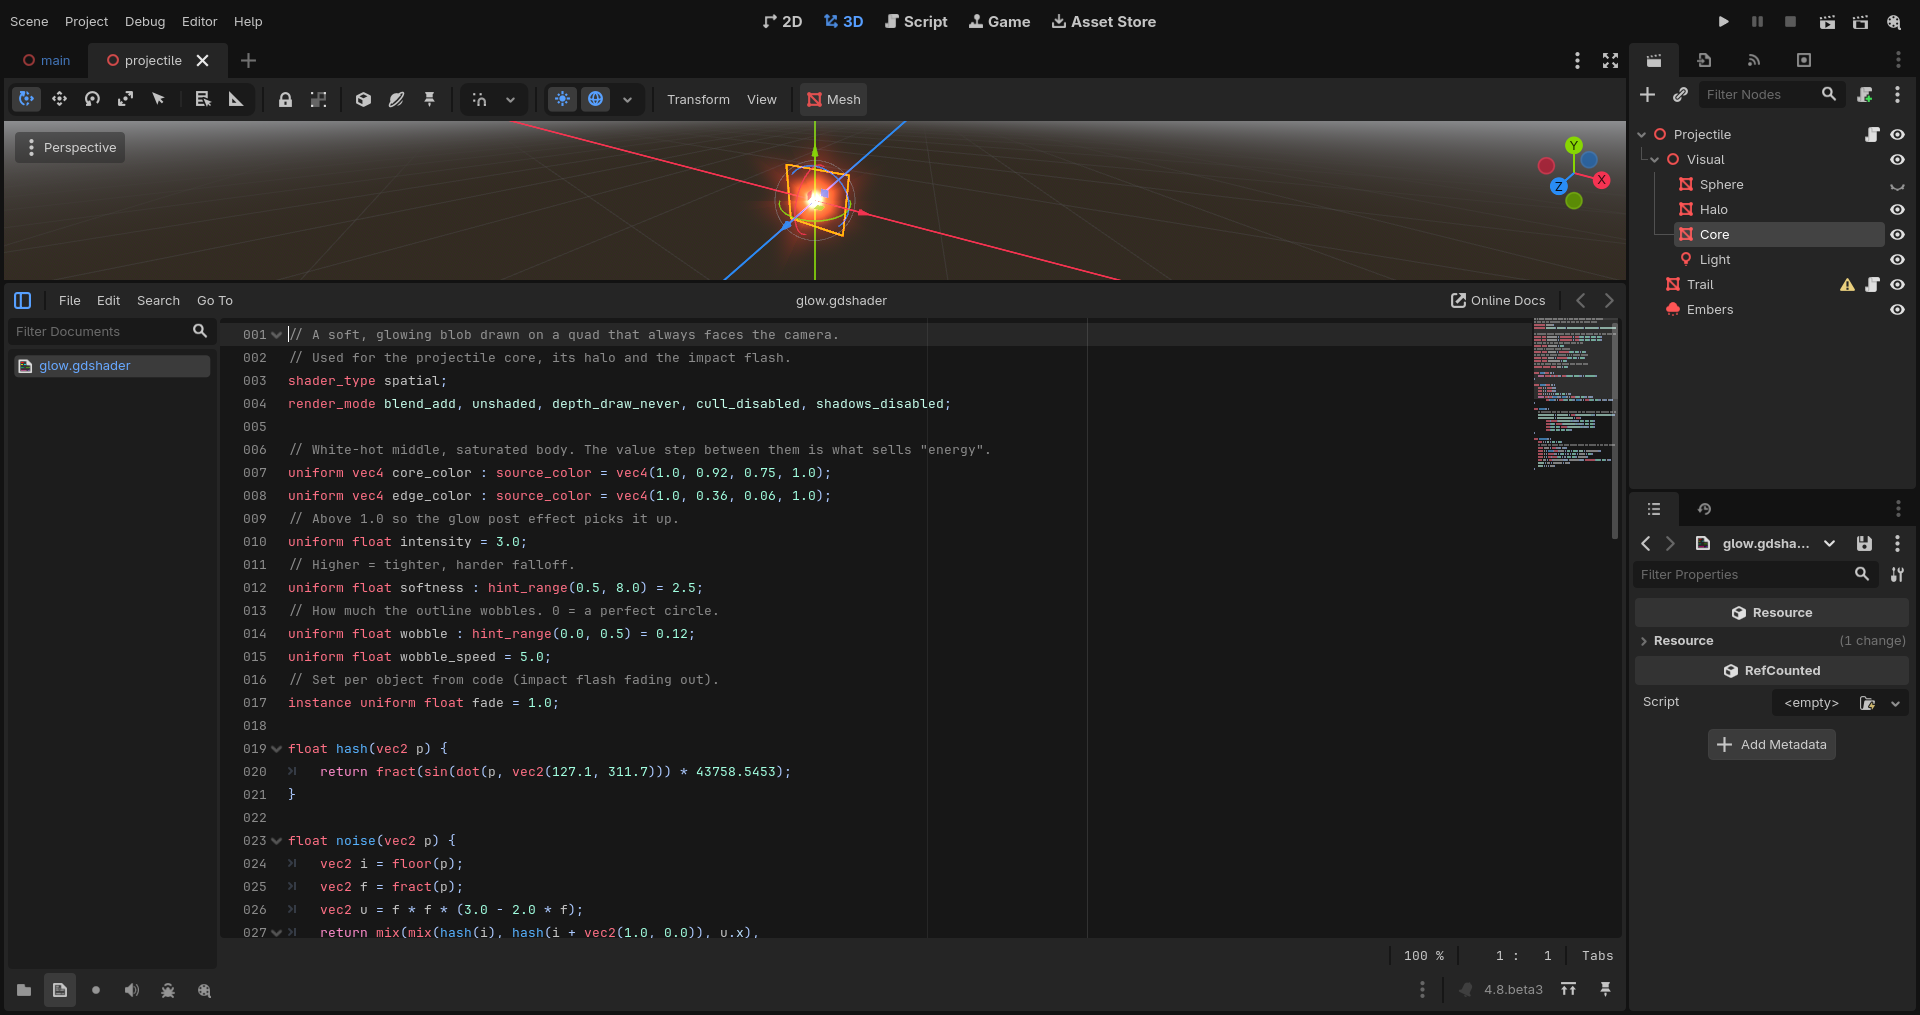 Scene Project Debug Editor Help
2D 3D Script Game Asset Store
main projectile
Transform View Mesh
Perspective
Y
X
Z
Filter Nodes
Projectile
Visual
Sphere
Halo
Core
Light
Trail
Embers
File Edit Search Go To
glow.gdshader
Online Docs
Filter Documents
glow.gdshader
001 // A soft, glowing blob drawn on a quad that always faces the camera.
002 // Used for the projectile core, its halo and the impact flash.
003 shader_type spatial;
004 render_mode blend_add, unshaded, depth_draw_never, cull_disabled, shadows_disabled;
005
006 // White-hot middle, saturated body. The value step between them is what sells "energy".
007 uniform vec4 core_color : source_color = vec4(1.0, 0.92, 0.75, 1.0);
008 uniform vec4 edge_color : source_color = vec4(1.0, 0.36, 0.06, 1.0);
009 // Above 1.0 so the glow post effect picks it up.
010 uniform float intensity = 3.0;
011 // Higher = tighter, harder falloff.
012 uniform float softness : hint_range(0.5, 8.0) = 2.5;
013 // How much the outline wobbles. 0 = a perfect circle.
014 uniform float wobble : hint_range(0.0, 0.5) = 0.12;
015 uniform float wobble_speed = 5.0;
016 // Set per object from code (impact flash fading out).
017 instance uniform float fade = 1.0;
018
019 float hash(vec2 p) {
020 return fract(sin(dot(p, vec2(127.1, 311.7))) * 43758.5453);
021 }
022
023 float noise(vec2 p) {
024 vec2 i = floor(p);
025 vec2 f = fract(p);
026 vec2 u = f * f * (3.0 - 2.0 * f);
027 return mix(mix(hash(i), hash(i + vec2(1.0, 0.0)), u.x),
100 % 1 : 1 Tabs
4.8.beta3
glow.gdsha...
Filter Properties
Resource
Resource (1 change)
RefCounted
Script <empty>
Add Metadata